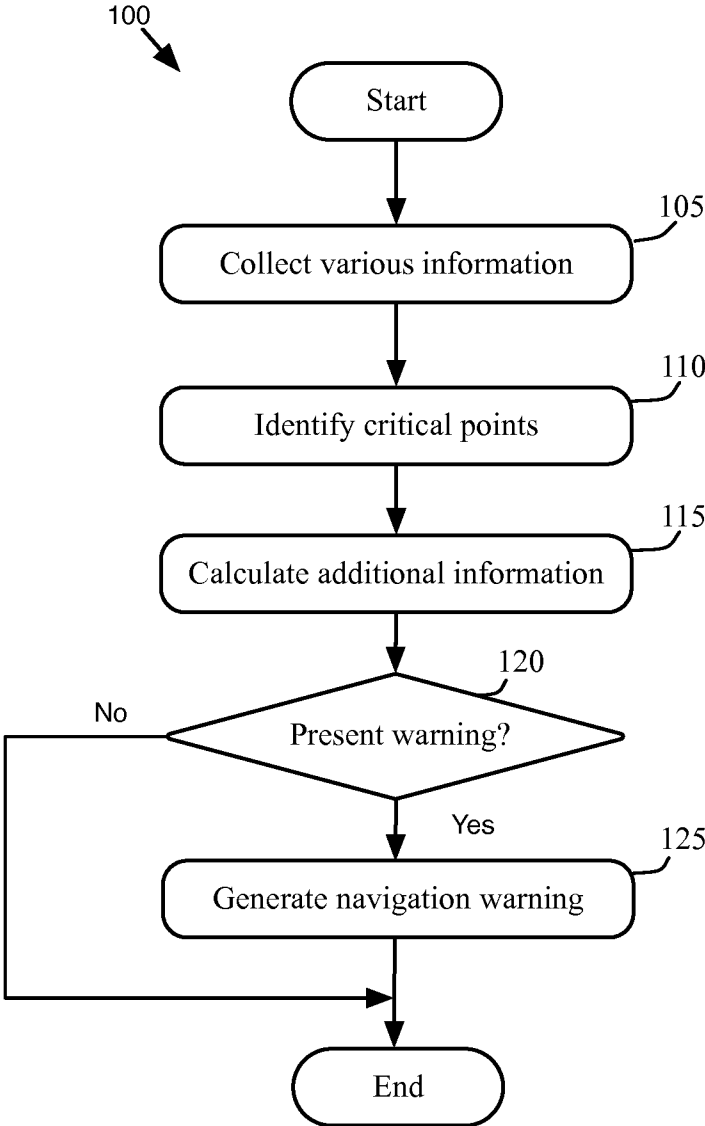 100
Start
105
Collect various information
110
Identify critical points
115
Calculate additional information
120
No
Present warning?
Yes
125
Generate navigation warning
End